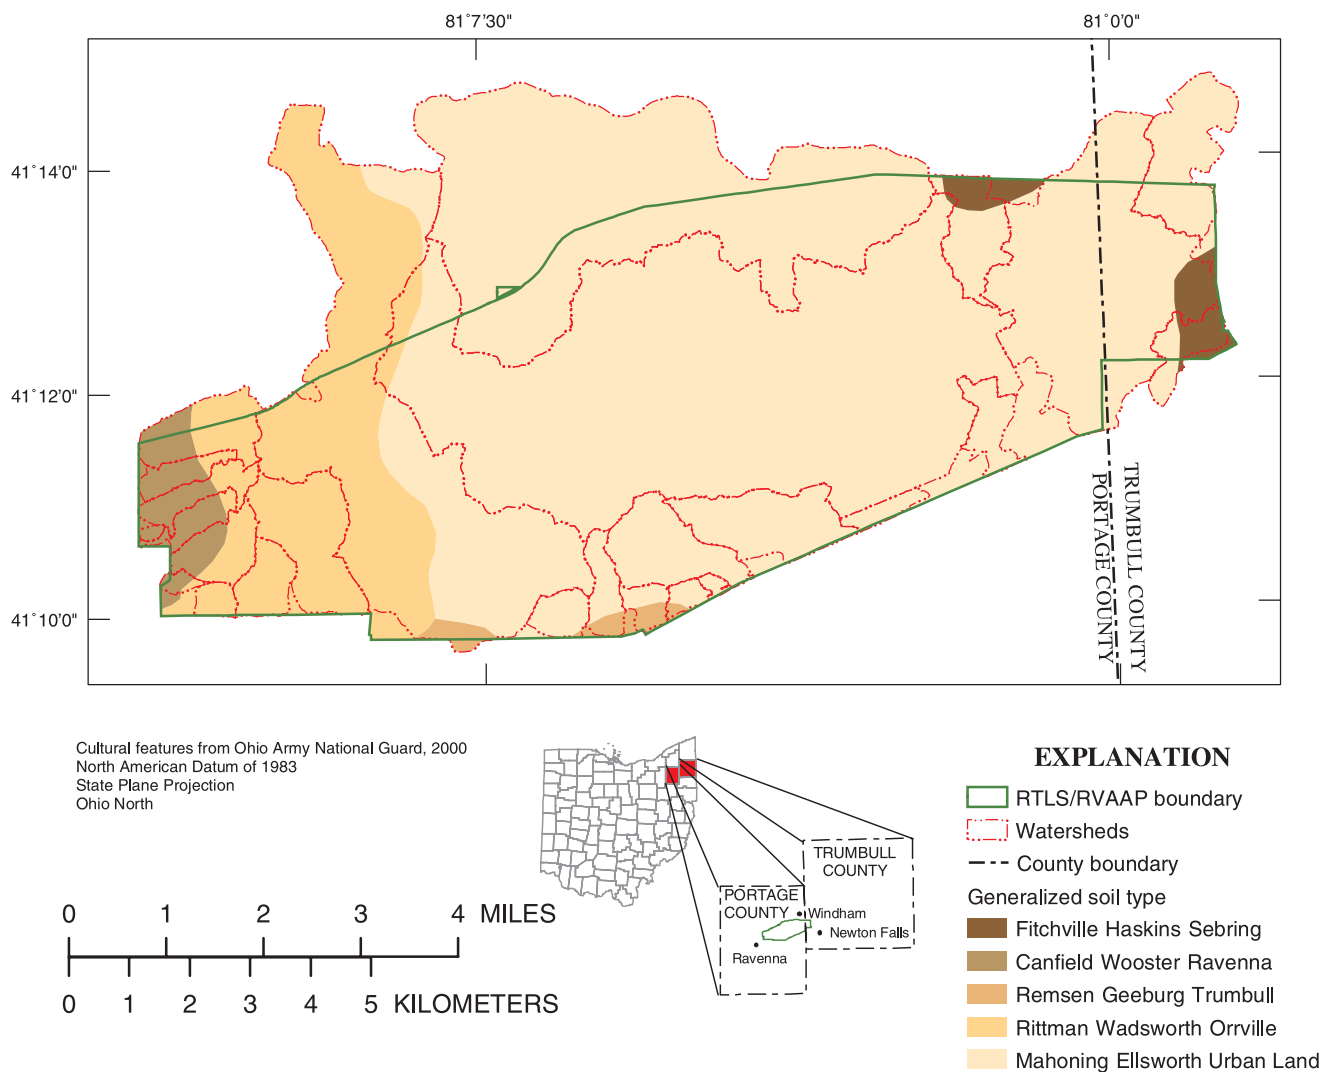 81°7'30"
81°0'0"
41°14'0"
41°12'0"
41°10'0"
TRUMBULL COUNTY
PORTAGE COUNTY
Cultural features from Ohio Army National Guard, 2000
North American Datum of 1983
State Plane Projection
Ohio North
0 1 2 3 4 MILES
0 1 2 3 4 5 KILOMETERS
TRUMBULL
COUNTY
PORTAGE
COUNTY
Windham
Newton Falls
Ravenna
EXPLANATION
RTLS/RVAAP boundary
Watersheds
County boundary
Generalized soil type
Fitchville Haskins Sebring
Canfield Wooster Ravenna
Remsen Geeburg Trumbull
Rittman Wadsworth Orrville
Mahoning Ellsworth Urban Land